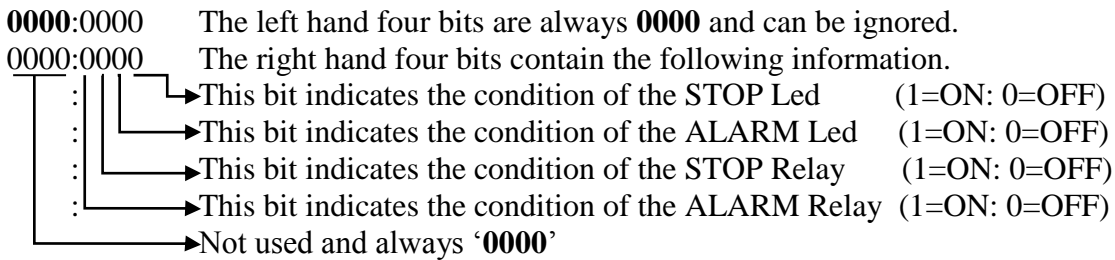 0000:0000 The left hand four bits are always 0000 and can be ignored.
0000:0000 The right hand four bits contain the following information.
: This bit indicates the condition of the STOP Led (1=ON: 0=OFF)
: This bit indicates the condition of the ALARM Led (1=ON: 0=OFF)
: This bit indicates the condition of the STOP Relay (1=ON: 0=OFF)
: This bit indicates the condition of the ALARM Relay (1=ON: 0=OFF)
Not used and always ‘0000’